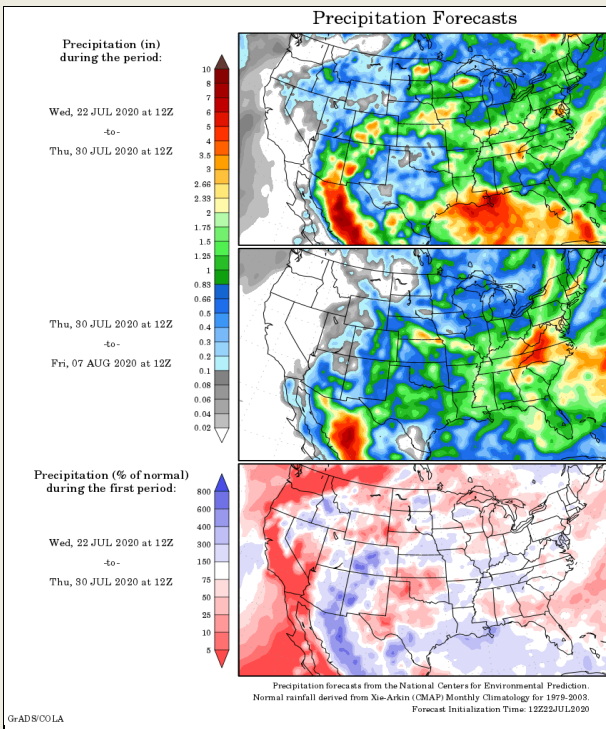 Precipitation Forecasts
Precipitation (in)
during the period:
Wed, 22 JUL 2020 at 12Z
-to-
Thu, 30 JUL 2020 at 12Z
10
8
7
6
5
4
3.5
3
2.66
2.33
2
1.75
1.5
1.25
1
0.83
0.66
0.5
0.4
0.3
0.2
0.1
0.08
0.06
0.04
0.02
Thu, 30 JUL 2020 at 12Z
-to-
Fri, 07 AUG 2020 at 12Z
Precipitation (% of normal)
during the first period:
Wed, 22 JUL 2020 at 12Z
-to-
Thu, 30 JUL 2020 at 12Z
800
600
400
300
150
75
50
25
10
5
Precipitation forecasts from the National Centers for Environmental Prediction.
Normal rainfall derived from Xie-Arkin (CMAP) Monthly Climatology for 1979-2003.
Forecast Initialization Time: 12Z22JUL2020
GrADS/COLA